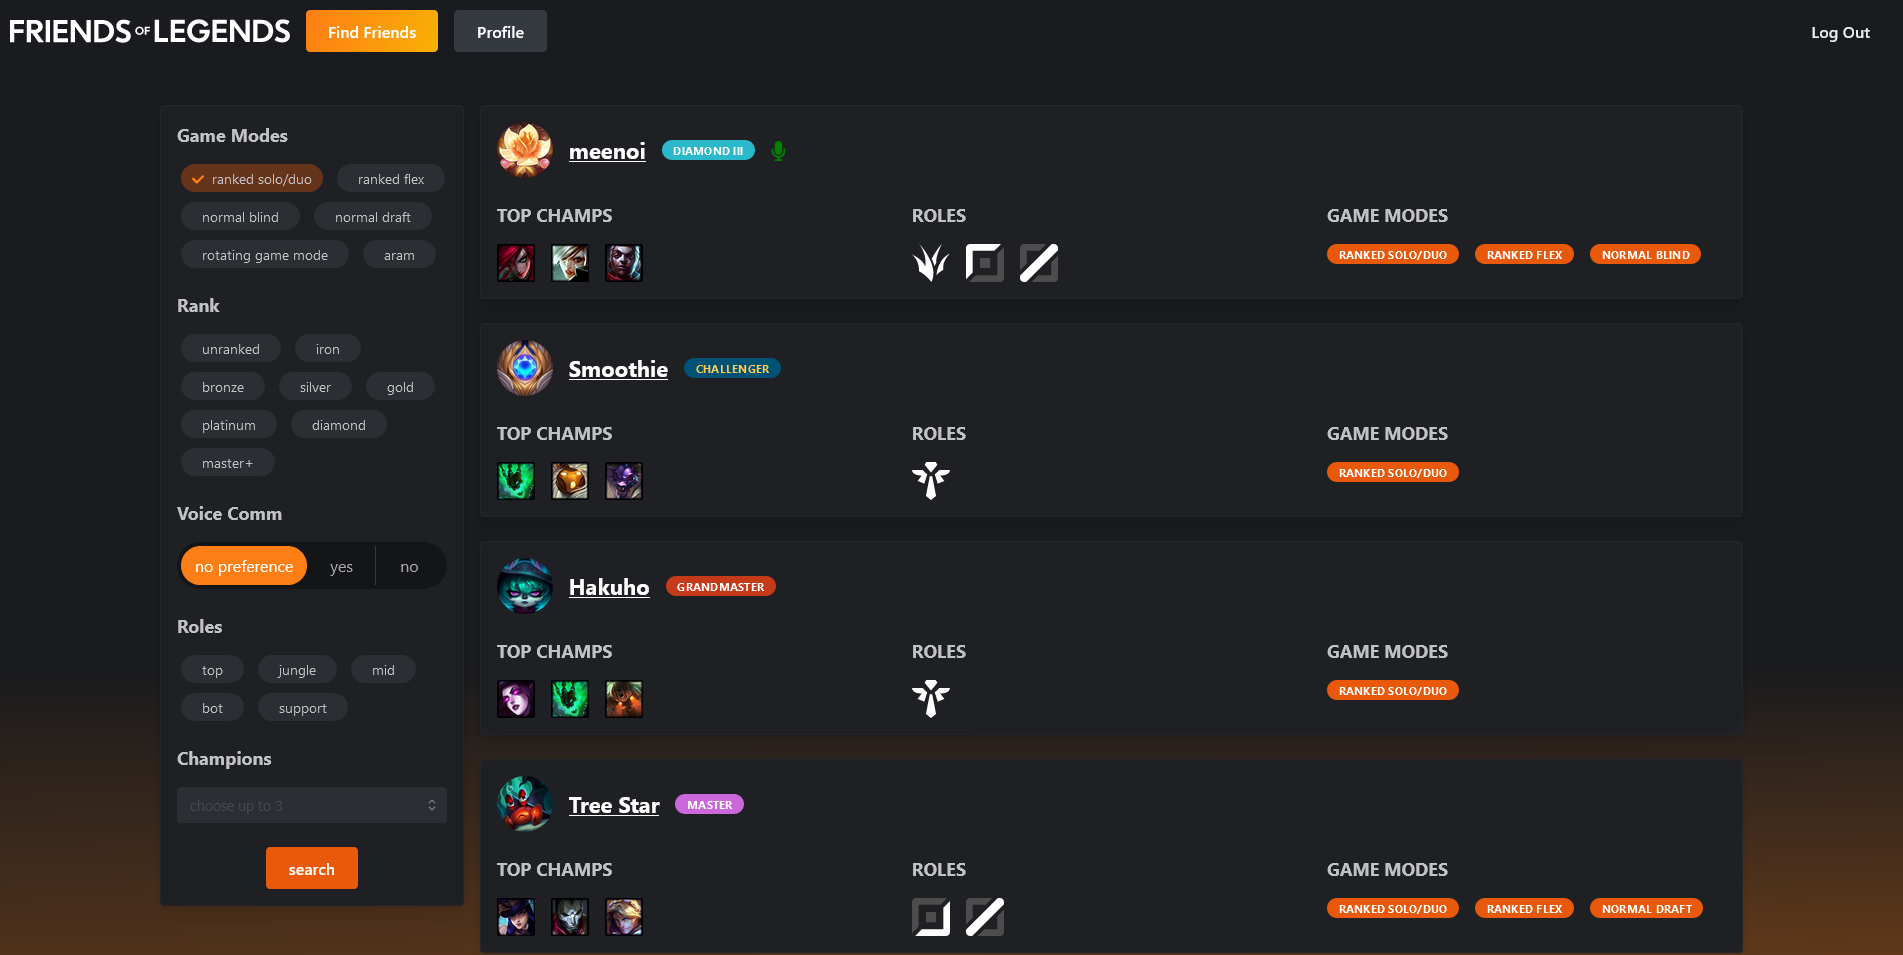 FRIENDS OF LEGENDS Find Friends Profile Log Out
Game Modes
ranked solo/duo ranked flex
normal blind normal draft
rotating game mode aram
Rank
unranked iron
bronze silver gold
platinum diamond
master+
Voice Comm
no preference yes no
Roles
top jungle mid
bot support
Champions
choose up to 3
search
meenoi DIAMOND III
TOP CHAMPS ROLES GAME MODES
RANKED SOLO/DUO RANKED FLEX NORMAL BLIND
Smoothie CHALLENGER
TOP CHAMPS ROLES GAME MODES
RANKED SOLO/DUO
Hakuho GRANDMASTER
TOP CHAMPS ROLES GAME MODES
RANKED SOLO/DUO
Tree Star MASTER
TOP CHAMPS ROLES GAME MODES
RANKED SOLO/DUO RANKED FLEX NORMAL DRAFT